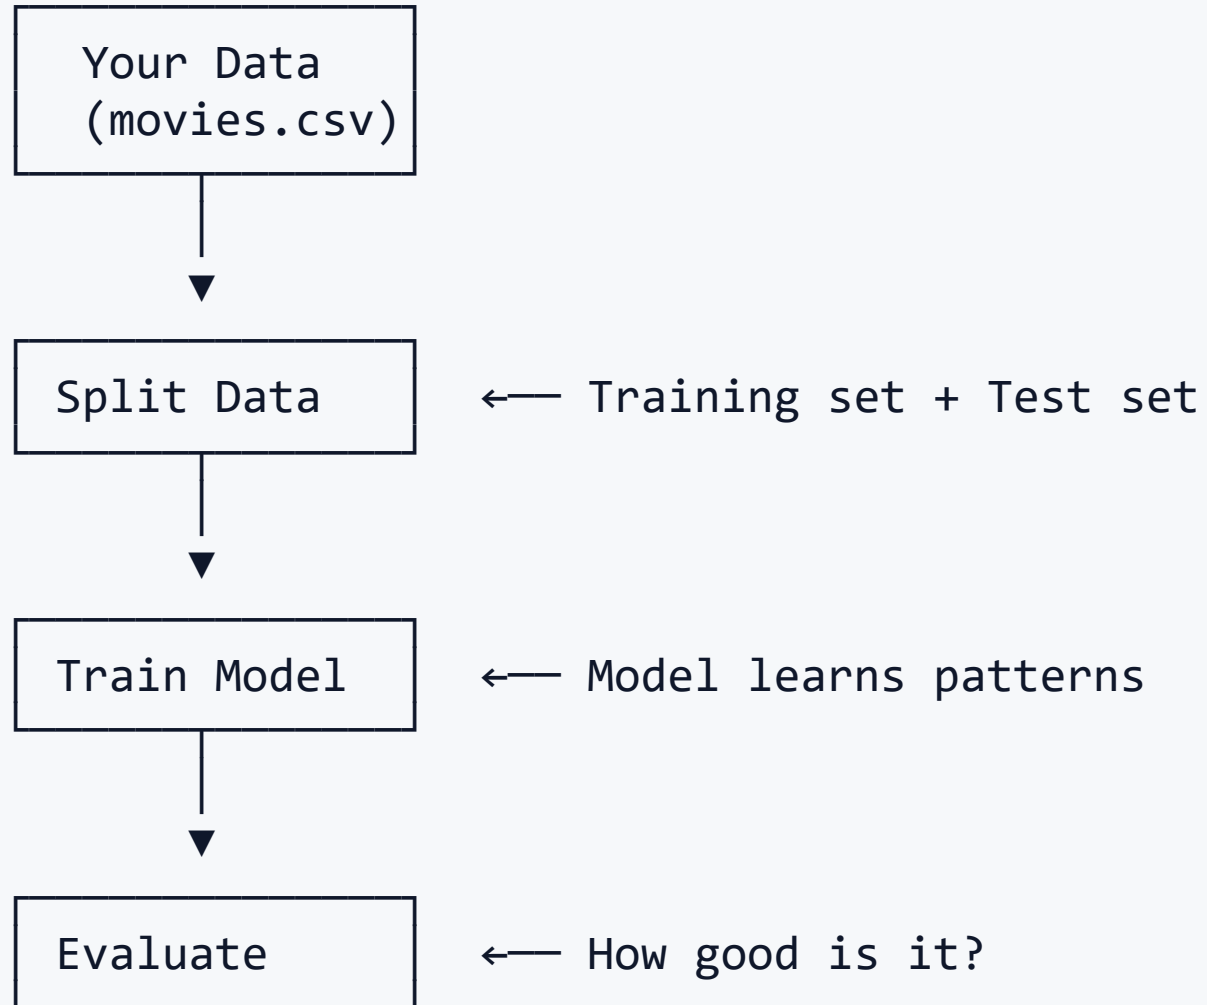 Your Data
(movies.csv)
Split Data ←── Training set + Test set
Train Model ←── Model learns patterns
Evaluate ←── How good is it?